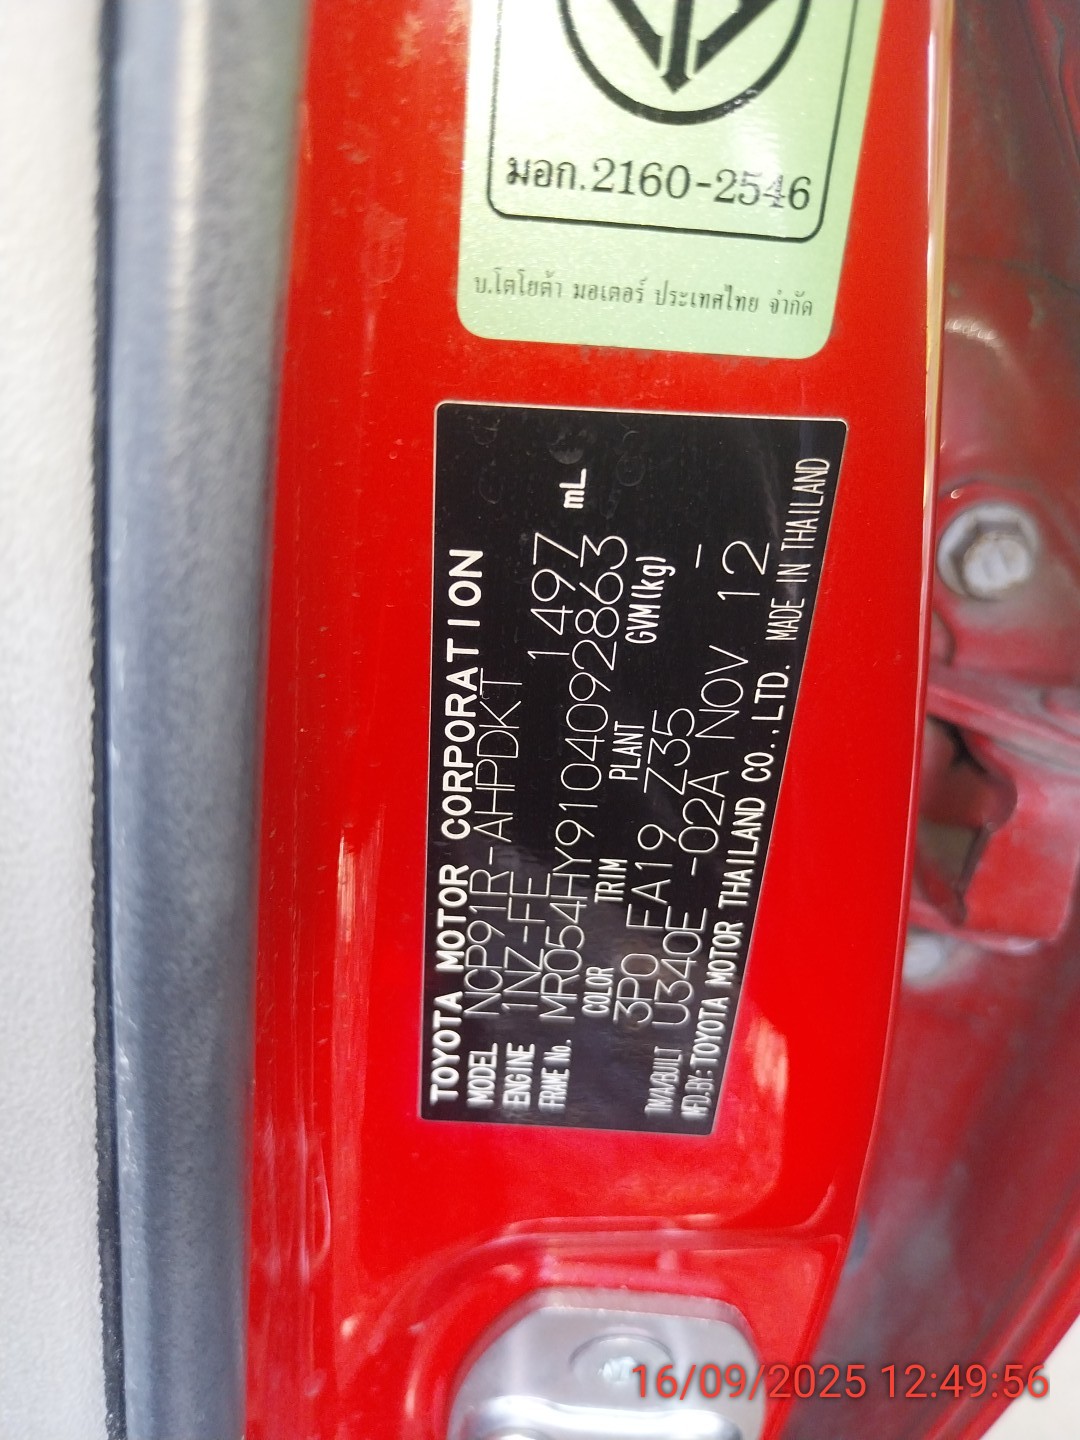 มอก.2160-2546
บ.โตโยต้า มอเตอร์ ประเทศไทย จำกัด
TOYOTA MOTOR CORPORATION
MODEL NCP91R-AHPDKT
ENGINE 1NZ-FE 1497 mL
FRAME No. MR054HY9104092863
COLOR TRIM PLANT GVM(kg)
3P0 FA19 Z35 -
TM/A/BUILT U340E -02A NOV 12
MFD.BY: TOYOTA MOTOR THAILAND CO.,LTD. MADE IN THAILAND
16/09/2025 12:49:56